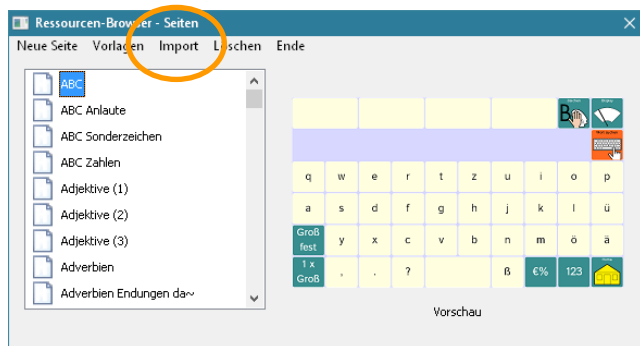 Ressourcen-Browser - Seiten
Neue Seite Vorlagen Import Löschen Ende
ABC
ABC Anlaute
ABC Sonderzeichen
ABC Zahlen
Adjektive (1)
Adjektive (2)
Adjektive (3)
Adverbien
Adverbien Endungen da~
B
q w e r t z u i o p
a s d f g h j k l ü
Groß fest y x c v b n m ö ä
1 x Groß , . ? ß €% 123
Vorschau